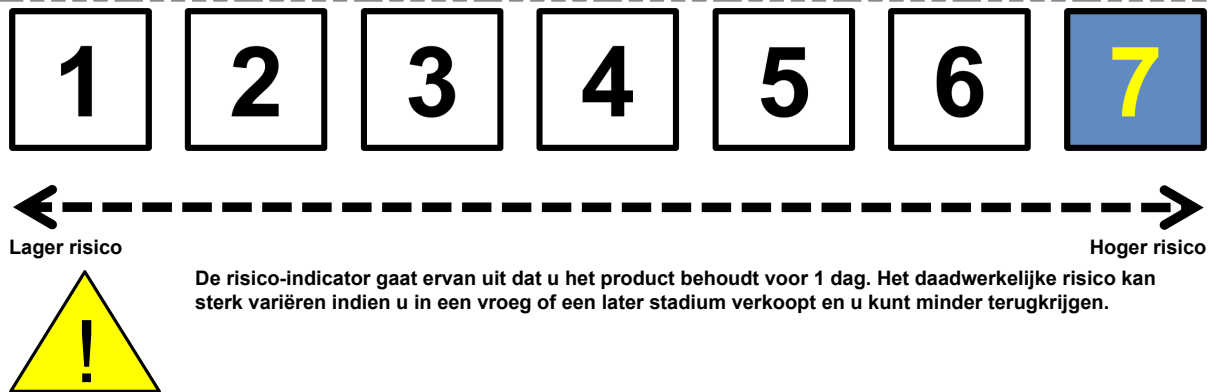 1 2 3 4 5 6 7
Lager risico Hoger risico
De risico-indicator gaat ervan uit dat u het product behoudt voor 1 dag. Het daadwerkelijke risico kan
sterk variëren indien u in een vroeg of een later stadium verkoopt en u kunt minder terugkrijgen.
!